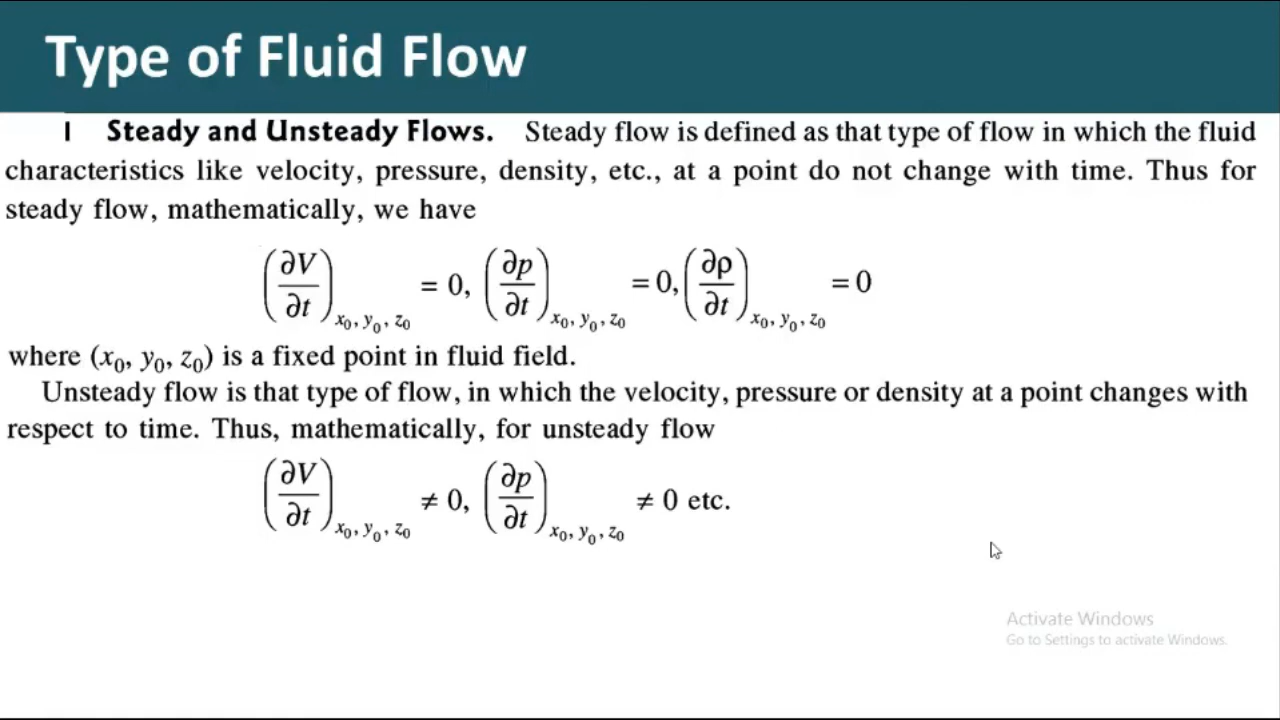 Type of Fluid Flow
I Steady and Unsteady Flows. Steady flow is defined as that type of flow in which the fluid
characteristics like velocity, pressure, density, etc., at a point do not change with time. Thus for
steady flow, mathematically, we have
(∂V/∂t)x₀, y₀, z₀ = 0, (∂p/∂t)x₀, y₀, z₀ = 0, (∂ρ/∂t)x₀, y₀, z₀ = 0
where (x₀, y₀, z₀) is a fixed point in fluid field.
Unsteady flow is that type of flow, in which the velocity, pressure or density at a point changes with
respect to time. Thus, mathematically, for unsteady flow
(∂V/∂t)x₀, y₀, z₀ ≠ 0, (∂p/∂t)x₀, y₀, z₀ ≠ 0 etc.
Activate Windows
Go to Settings to activate Windows.